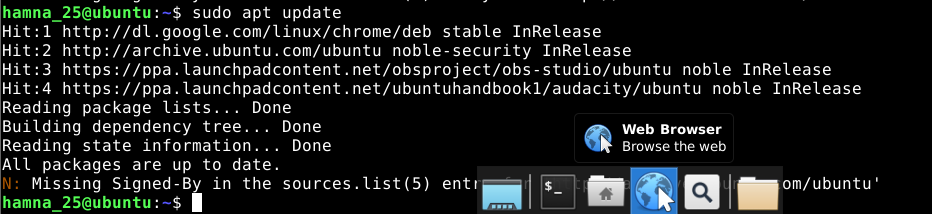 hamna_25@ubuntu:~$ sudo apt update
Hit:1 http://dl.google.com/linux/chrome/deb stable InRelease
Hit:2 http://archive.ubuntu.com/ubuntu noble-security InRelease
Hit:3 https://ppa.launchpadcontent.net/obsproject/obs-studio/ubuntu noble InRelease
Hit:4 https://ppa.launchpadcontent.net/ubuntuhandbook1/audacity/ubuntu noble InRelease
Reading package lists... Done
Building dependency tree... Done
Reading state information... Done
All packages are up to date.
N: Missing Signed-By in the sources.list(5) entry for .com/ubuntu'
hamna_25@ubuntu:~$
Web Browser
Browse the web
$_